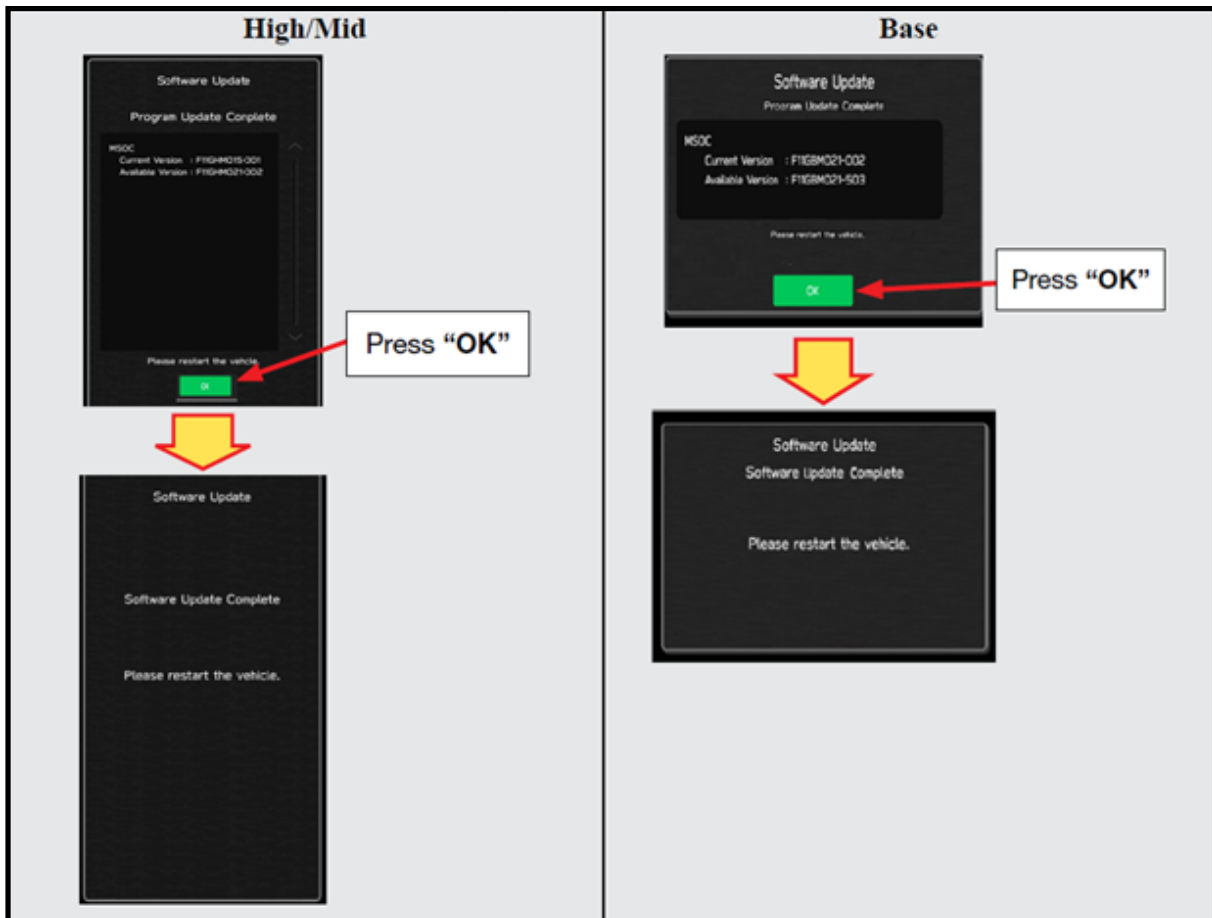 High/Mid
Software Update
Program Update Conplete
MSOC
Current Version : F11GHM015-001
Available Version : F11GHM021-002
Please restart the vehicle.
OK
Press “OK”
Software Update
Software Update Complete
Please restart the vehicle.
Base
Software Update
Program Update Complete
MSOC
Current Version : F11GBM021-002
Available Version : F11GBM021-S03
Please restart the vehicle.
OK
Press “OK”
Software Update
Software Update Complete
Please restart the vehicle.